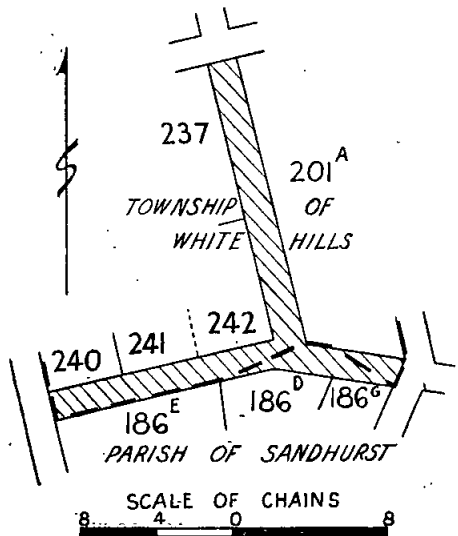 237
201A
TOWNSHIP OF
WHITE HILLS
240 241 242
186E 186D 186G
PARISH OF SANDHURST
SCALE OF CHAINS
8 4 0 8